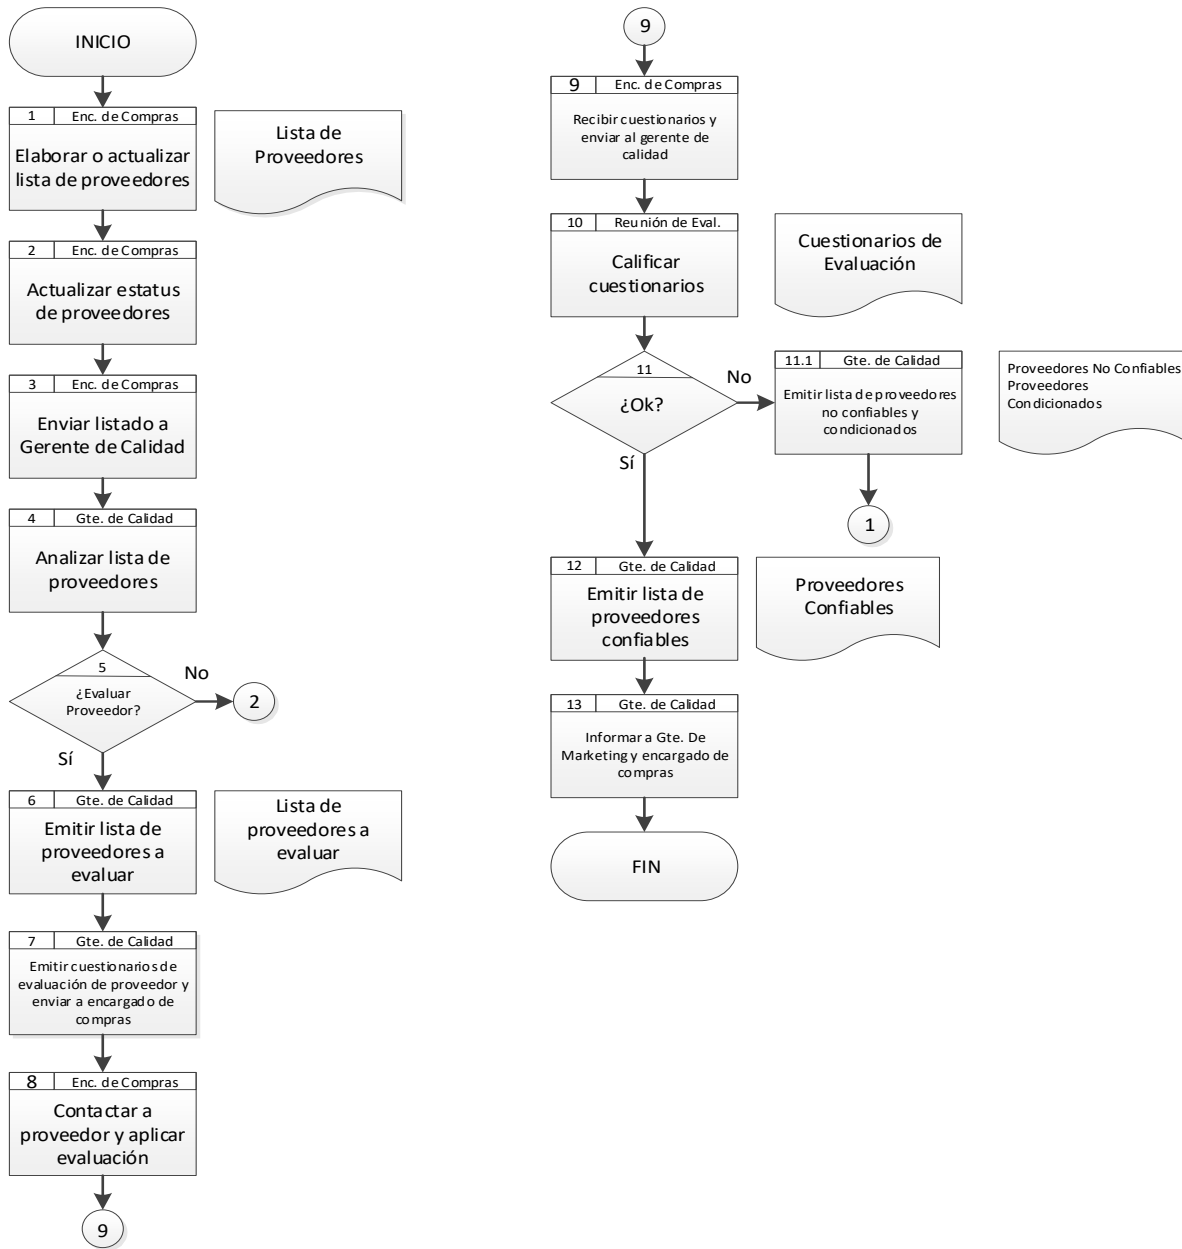 INICIO
1 Enc. de Compras
Elaborar o actualizar
lista de proveedores
Lista de
Proveedores
2 Enc. de Compras
Actualizar estatus
de proveedores
3 Enc. de Compras
Enviar listado a
Gerente de Calidad
4 Gte. de Calidad
Analizar lista de
proveedores
5
¿Evaluar
Proveedor?
No
2
Sí
6 Gte. de Calidad
Emitir lista de
proveedores a
evaluar
Lista de
proveedores a
evaluar
7 Gte. de Calidad
Emitir cuestionarios de
evaluación de proveedor y
enviar a encargado de
compras
8 Enc. de Compras
Contactar a
proveedor y aplicar
evaluación
9
9
9 Enc. de Compras
Recibir cuestionarios y
enviar al gerente de
calidad
10 Reunión de Eval.
Calificar
cuestionarios
Cuestionarios de
Evaluación
11
¿Ok?
No
11.1 Gte. de Calidad
Emitir lista de proveedores
no confiables y
condicionados
Proveedores No Confiables
Proveedores
Condicionados
1
Sí
12 Gte. de Calidad
Emitir lista de
proveedores
confiables
Proveedores
Confiables
13 Gte. de Calidad
Informar a Gte. De
Marketing y encargado de
compras
FIN